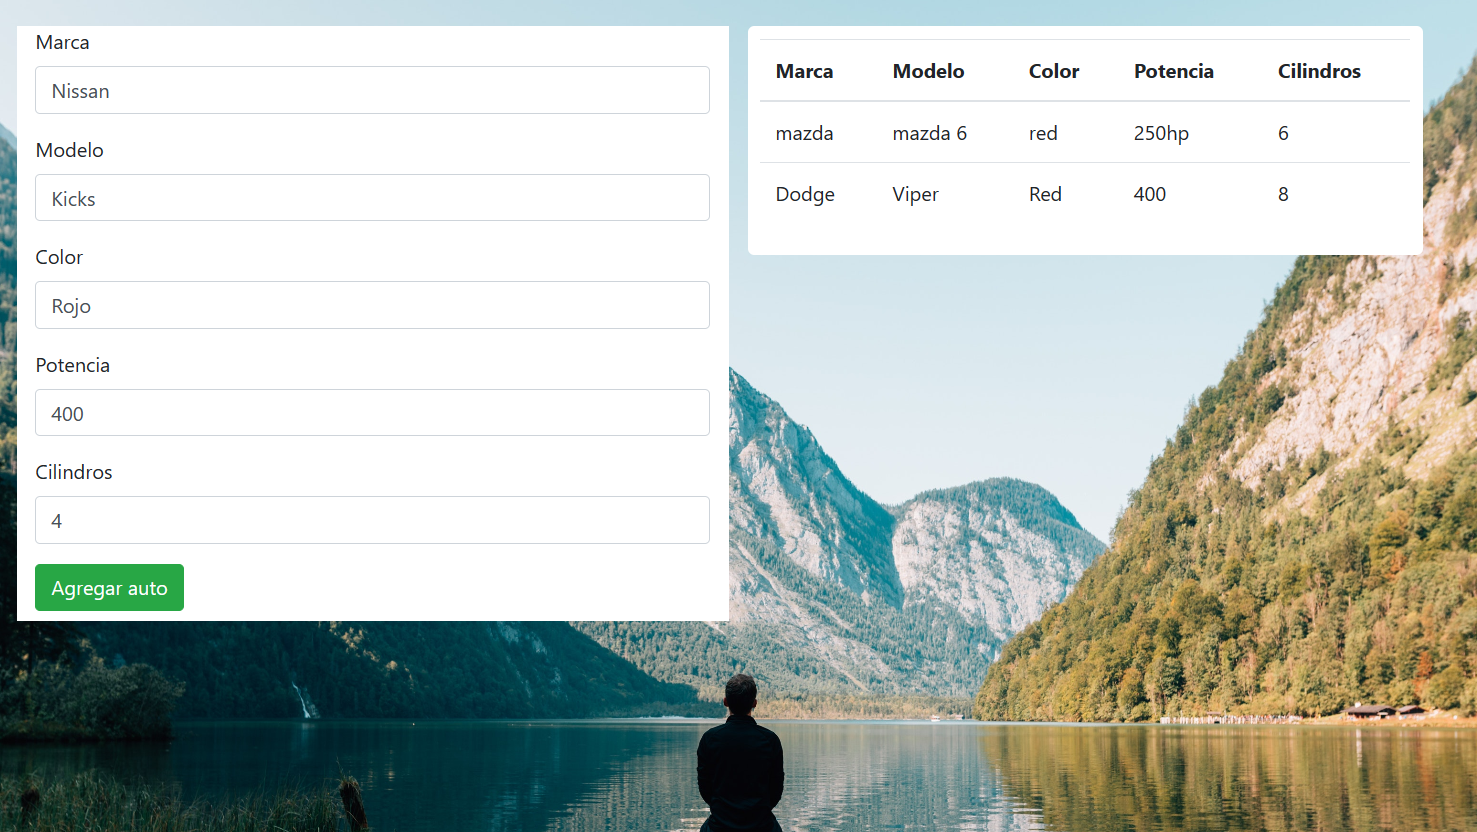 Marca
Nissan
Modelo
Kicks
Color
Rojo
Potencia
400
Cilindros
4
Agregar auto
Marca Modelo Color Potencia Cilindros
mazda mazda 6 red 250hp 6
Dodge Viper Red 400 8